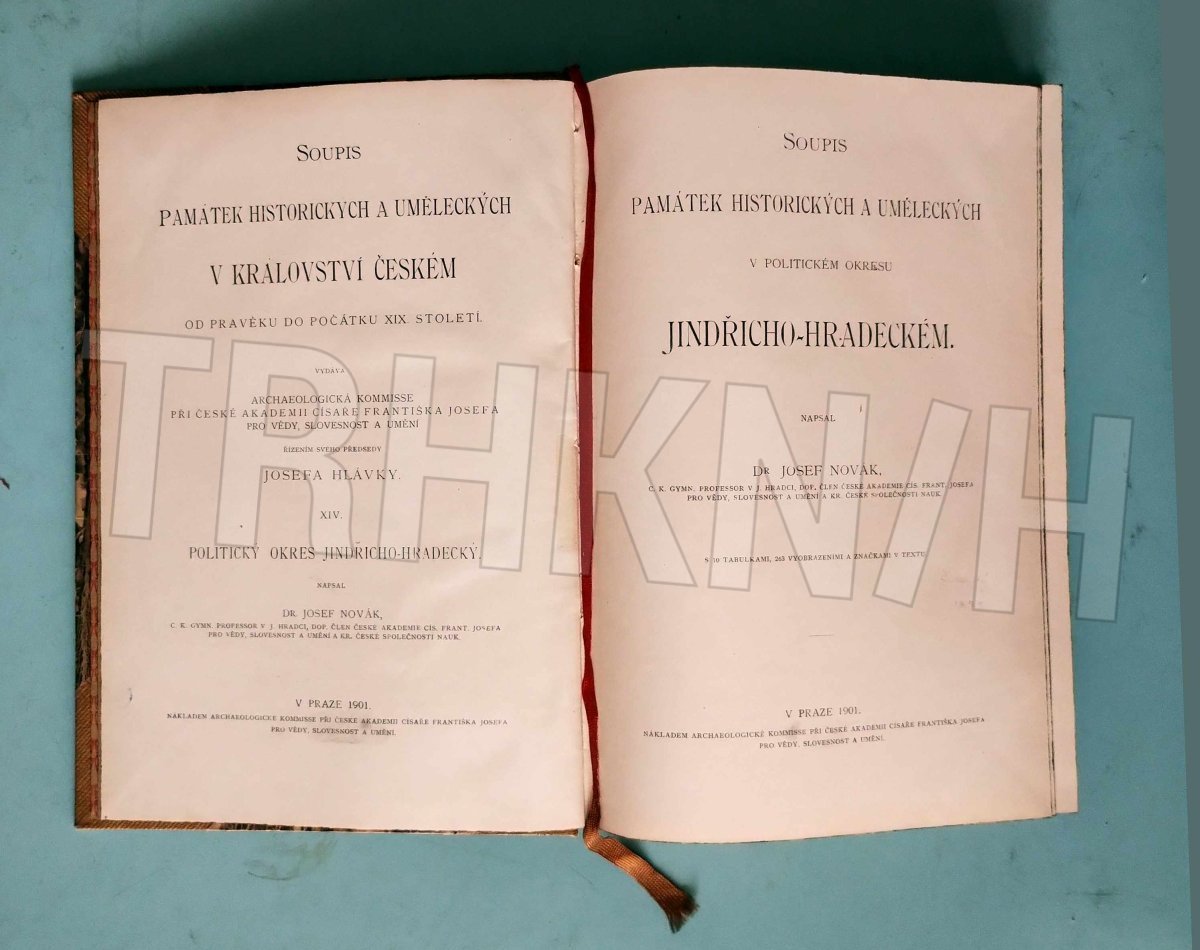 SOUPIS
PAMÁTEK HISTORICKÝCH A UMĚLECKÝCH
V KRÁLOVSTVÍ ČESKÉM
OD PRAVĚKU DO POČÁTKU XIX. STOLETÍ.
VYDÁVÁ
ARCHAEOLOGICKÁ KOMMISSE
PŘI ČESKÉ AKADEMII CÍSAŘE FRANTIŠKA JOSEFA
PRO VĚDY, SLOVESNOST A UMĚNÍ
ŘÍZENÍM SVÉHO PŘEDSEDY
JOSEFA HLÁVKY.
XIV.
POLITICKÝ OKRES JINDŘICHO-HRADECKÝ.
NAPSAL
DR. JOSEF NOVÁK,
C. K. GYMN. PROFESSOR V J. HRADCI, DOP. ČLEN ČESKÉ AKADEMIE CÍS. FRANT. JOSEFA
PRO VĚDY, SLOVESNOST A UMĚNÍ A KR. ČESKÉ SPOLEČNOSTI NAUK.
V PRAZE 1901.
NÁKLADEM ARCHAEOLOGICKÉ KOMMISSE PŘI ČESKÉ AKADEMII CÍSAŘE FRANTIŠKA JOSEFA
PRO VĚDY, SLOVESNOST A UMĚNÍ.
SOUPIS
PAMÁTEK HISTORICKÝCH A UMĚLECKÝCH
V POLITICKÉM OKRESU
JINDŘICHO-HRADECKÉM.
NAPSAL
DR. JOSEF NOVÁK,
C. K. GYMN. PROFESSOR V J. HRADCI, DOP. ČLEN ČESKÉ AKADEMIE CÍS. FRANT. JOSEFA
PRO VĚDY, SLOVESNOST A UMĚNÍ A KR. ČESKÉ SPOLEČNOSTI NAUK.
S 10 TABULKAMI, 263 VYOBRAZENÍMI A ZNAČKAMI V TEXTU.
V PRAZE 1901.
NÁKLADEM ARCHAEOLOGICKÉ KOMMISSE PŘI ČESKÉ AKADEMII CÍSAŘE FRANTIŠKA JOSEFA
PRO VĚDY, SLOVESNOST A UMĚNÍ.
TRHKNIH